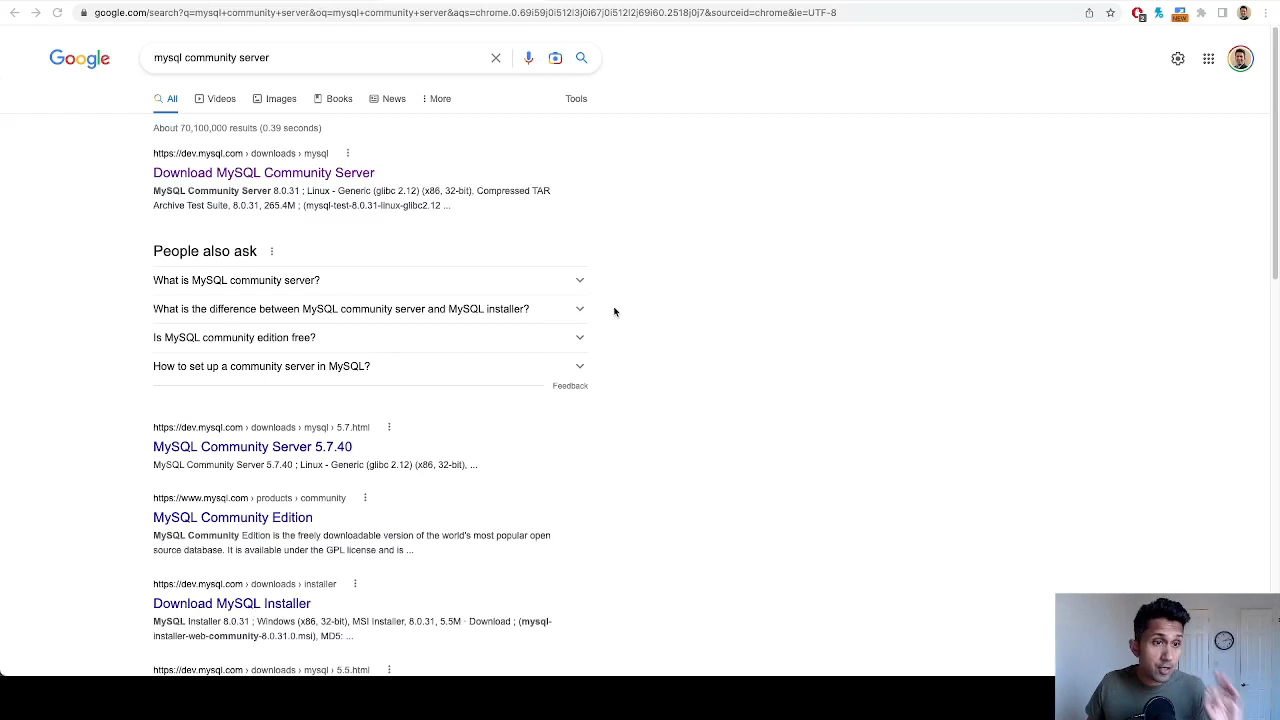 google.com/search?q=mysql+community+server&oq=mysql+community+server&aqs=chrome.0.69i59j0i512l3j0i67j0i512l2j69i60.2518j0j7&sourceid=chrome&ie=UTF-8
2
NEW
Google
mysql community server
All
Videos
Images
Books
News
More
Tools
About 70,100,000 results (0.39 seconds)
https://dev.mysql.com › downloads › mysql
Download MySQL Community Server
MySQL Community Server 8.0.31 ; Linux - Generic (glibc 2.12) (x86, 32-bit), Compressed TAR
Archive Test Suite, 8.0.31, 265.4M ; (mysql-test-8.0.31-linux-glibc2.12 ...
People also ask
What is MySQL community server?
What is the difference between MySQL community server and MySQL installer?
Is MySQL community edition free?
How to set up a community server in MySQL?
Feedback
https://dev.mysql.com › downloads › mysql › 5.7.html
MySQL Community Server 5.7.40
MySQL Community Server 5.7.40 ; Linux - Generic (glibc 2.12) (x86, 32-bit), ...
https://www.mysql.com › products › community
MySQL Community Edition
MySQL Community Edition is the freely downloadable version of the world's most popular open
source database. It is available under the GPL license and is ...
https://dev.mysql.com › downloads › installer
Download MySQL Installer
MySQL Installer 8.0.31 ; Windows (x86, 32-bit), MSI Installer, 8.0.31, 5.5M · Download ; (mysql-
installer-web-community-8.0.31.0.msi), MD5: ...
https://dev.mysql.com › downloads › mysql › 5.5.html